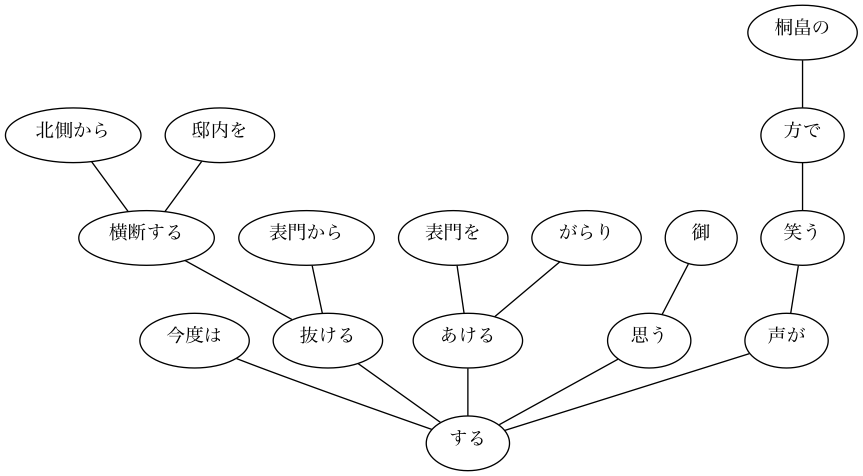 桐畠の
北側から
邸内を
方で
横断する
表門から
表門を
がらり
御
笑う
今度は
抜ける
あける
思う
声が
する